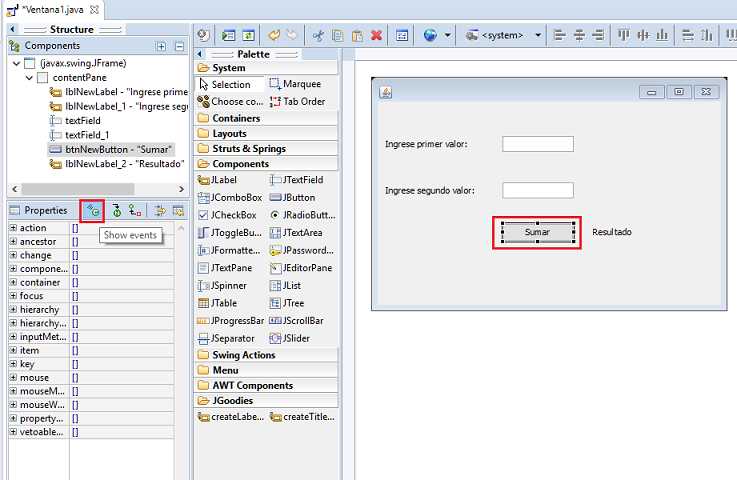 *Ventana1.java
Structure
Components
(javax.swing.JFrame)
contentPane
lblNewLabel - "Ingrese prime
lblNewLabel_1 - "Ingrese segu
textField
textField_1
btnNewButton - "Sumar"
lblNewLabel_2 - "Resultado"
Properties
Show events
action []
ancestor []
change []
compone... []
container []
focus []
hierarchy []
hierarchy... []
inputMet... []
item []
key []
mouse []
mouseM... []
mouseW... []
property... []
vetoable... []
<system>
Palette
System
Selection Marquee
Choose co... Tab Order
Containers
Layouts
Struts & Springs
Components
JLabel JTextField
JComboBox JButton
JCheckBox JRadioButt...
JToggleBu... JTextArea
JFormatte... JPassword...
JTextPane JEditorPane
JSpinner JList
JTable JTree
JProgressBar JScrollBar
JSeparator JSlider
Swing Actions
Menu
AWT Components
JGoodies
createLabe... createTitle...
Ingrese primer valor:
Ingrese segundo valor:
Sumar Resultado